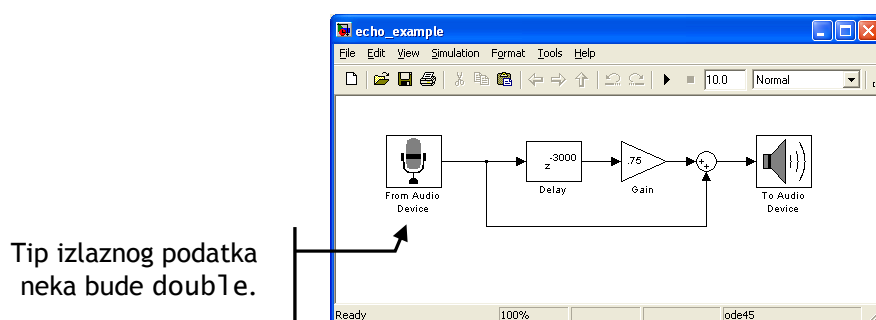 echo_example
File Edit View Simulation Format Tools Help
10.0 Normal
-3000
z
.75
From Audio
Device
Delay
Gain
To Audio
Device
Tip izlaznog podatka
neka bude double.
Ready 100% ode45